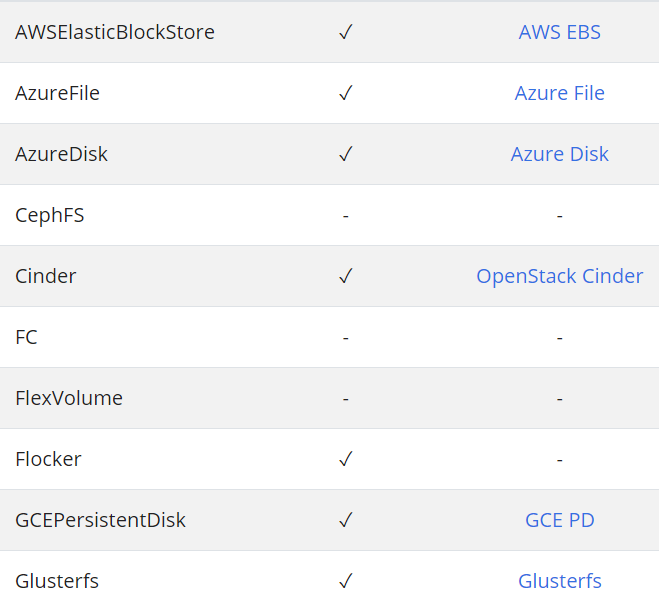 AWSElasticBlockStore ✓ AWS EBS
AzureFile ✓ Azure File
AzureDisk ✓ Azure Disk
CephFS - -
Cinder ✓ OpenStack Cinder
FC - -
FlexVolume - -
Flocker ✓ -
GCEPersistentDisk ✓ GCE PD
Glusterfs ✓ Glusterfs